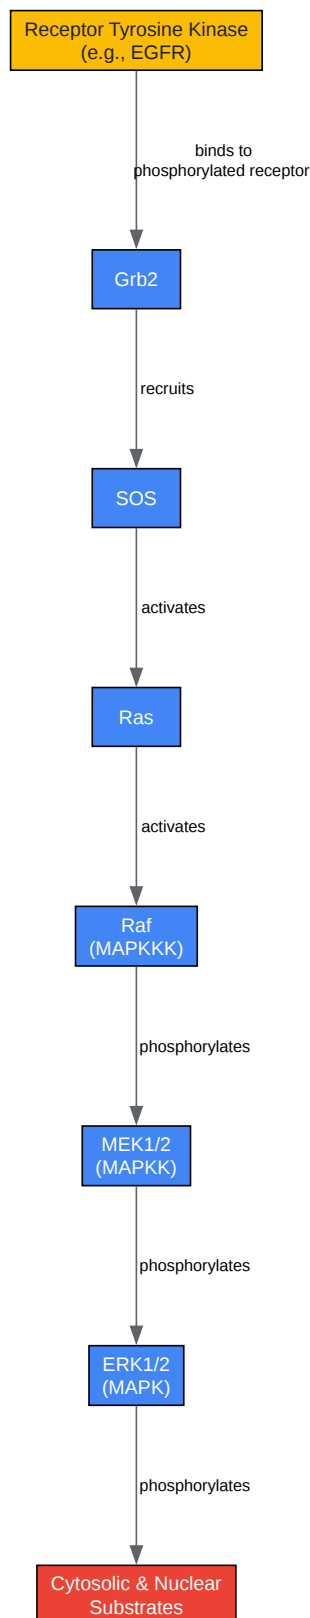 Receptor Tyrosine Kinase
(e.g., EGFR)
binds to
phosphorylated receptor
Grb2
recruits
SOS
activates
Ras
activates
Raf
(MAPKKK)
phosphorylates
MEK1/2
(MAPKK)
phosphorylates
ERK1/2
(MAPK)
phosphorylates
Cytosolic & Nuclear
Substrates